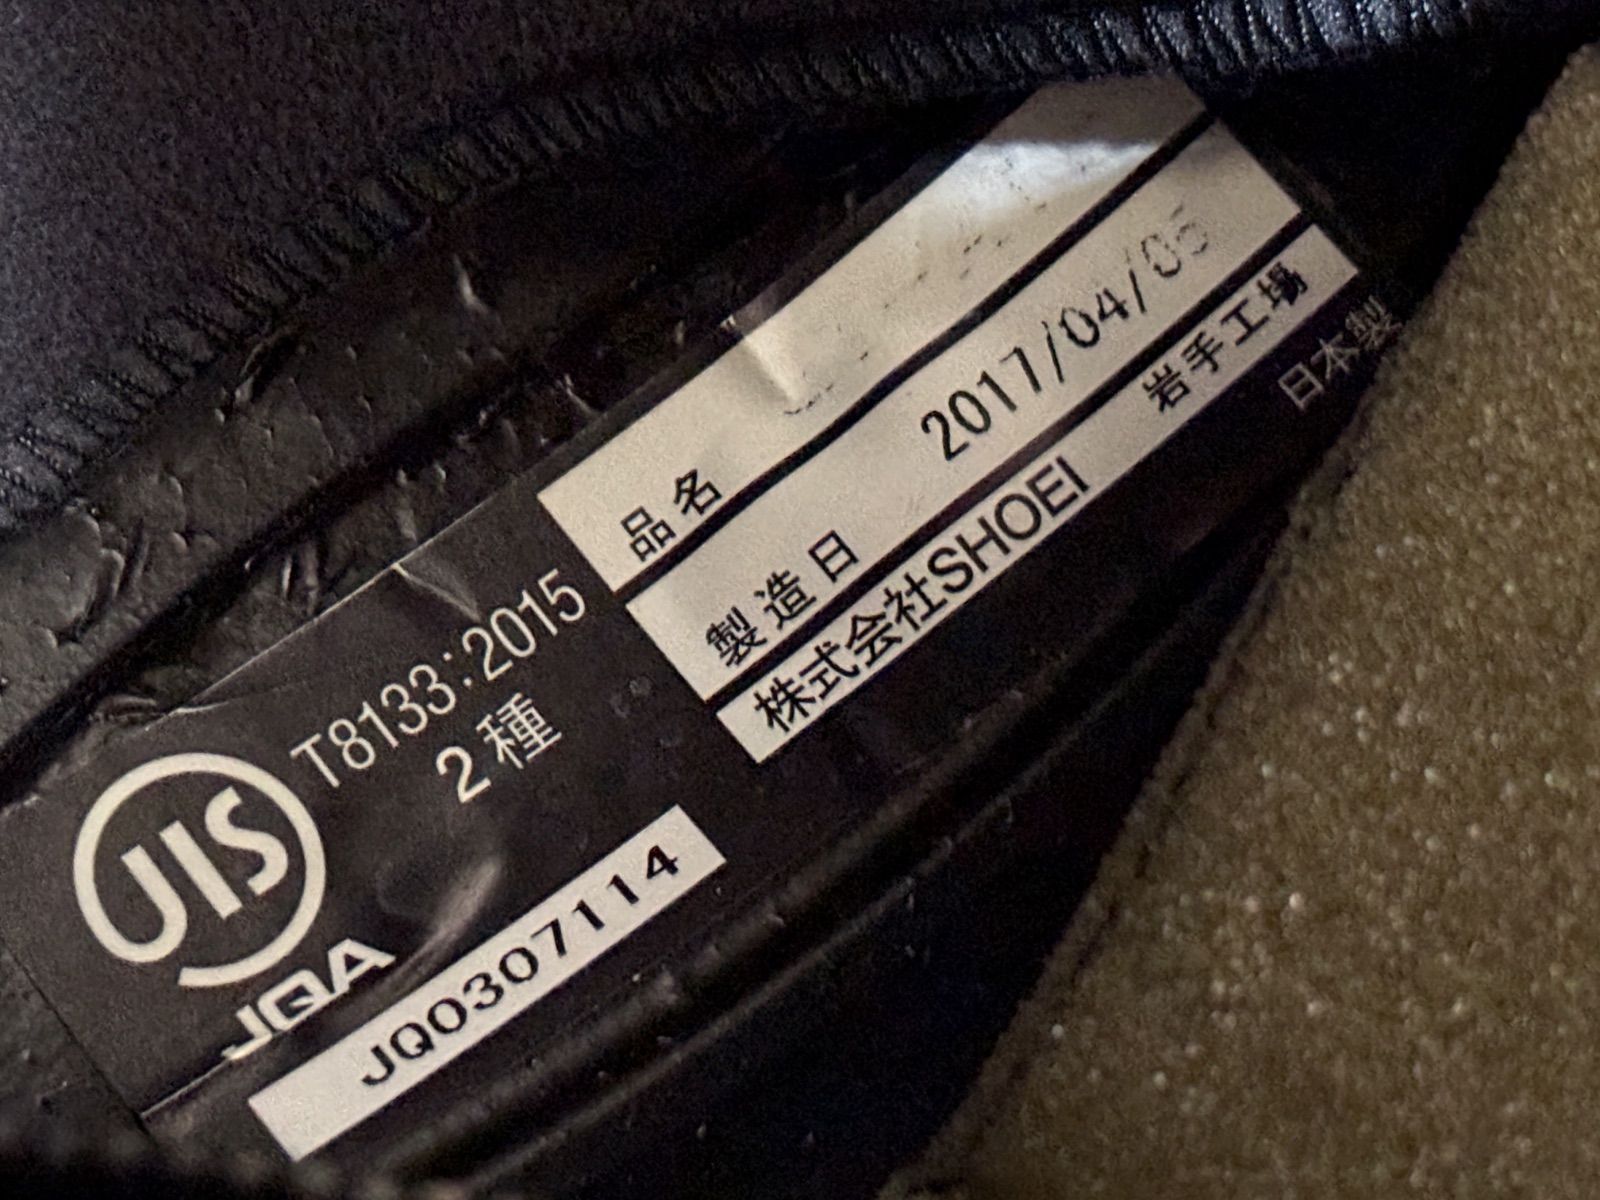 JIS
JQA
T8133:2015
2種
JQ0307114
品名
製造日 2017/04/05
株式会社SHOEI 岩手工場
日本製